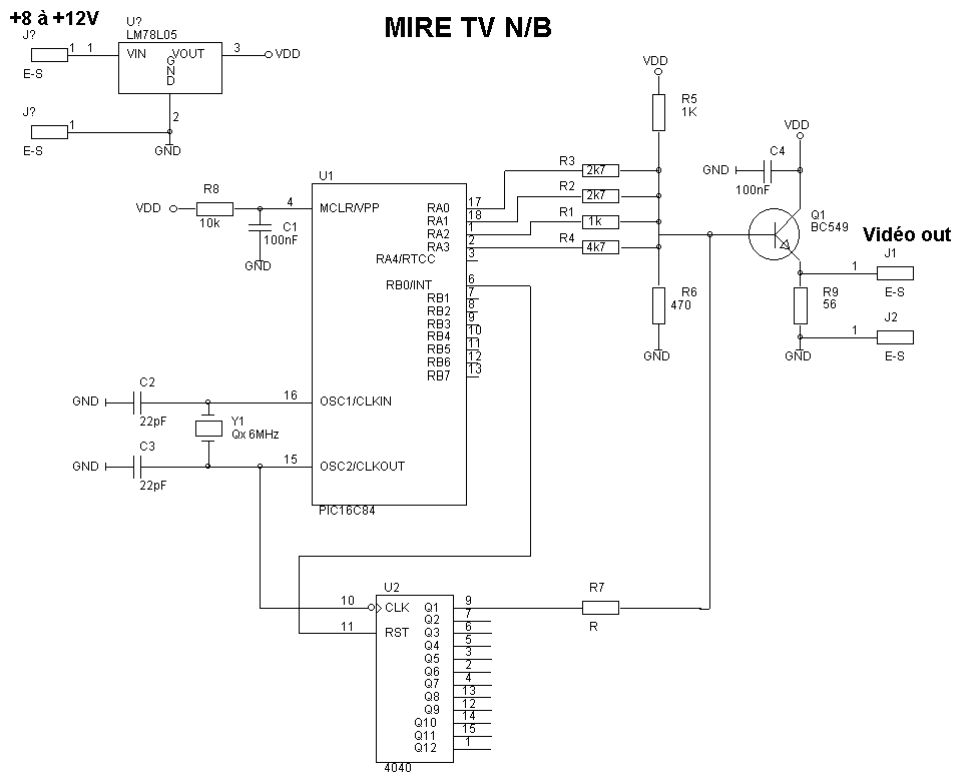 +8 à +12V
MIRE TV N/B
U?
LM78L05
J?
1 1 VIN VOUT 3 VDD
GND
E-S
2
J?
1
E-S
GND
VDD
R5
1K
VDD
C4
GND
100nF
Q1
BC549
Vidéo out
U1
R3
2k7
R2
2k7
R1
1k
R4
4k7
R8
VDD
10k
4 MCLR/VPP
C1
100nF
GND
RA0 17
RA1 18
RA2 1
RA3 2
RA4/RTCC 3
RB0/INT 6
RB1 7
RB2 8
RB3 9
RB4 10
RB5 11
RB6 12
RB7 13
J1
1
E-S
R9
56
J2
1
E-S
GND
R6
470
GND
C2
GND
22pF
16 OSC1/CLKIN
Y1
Qx 6MHz
C3
GND
22pF
15 OSC2/CLKOUT
PIC16C84
U2
10 CLK
11 RST
Q1 9
Q2 7
Q3 6
Q4 5
Q5 3
Q6 2
Q7 4
Q8 13
Q9 12
Q10 14
Q11 15
Q12 1
4040
R7
R